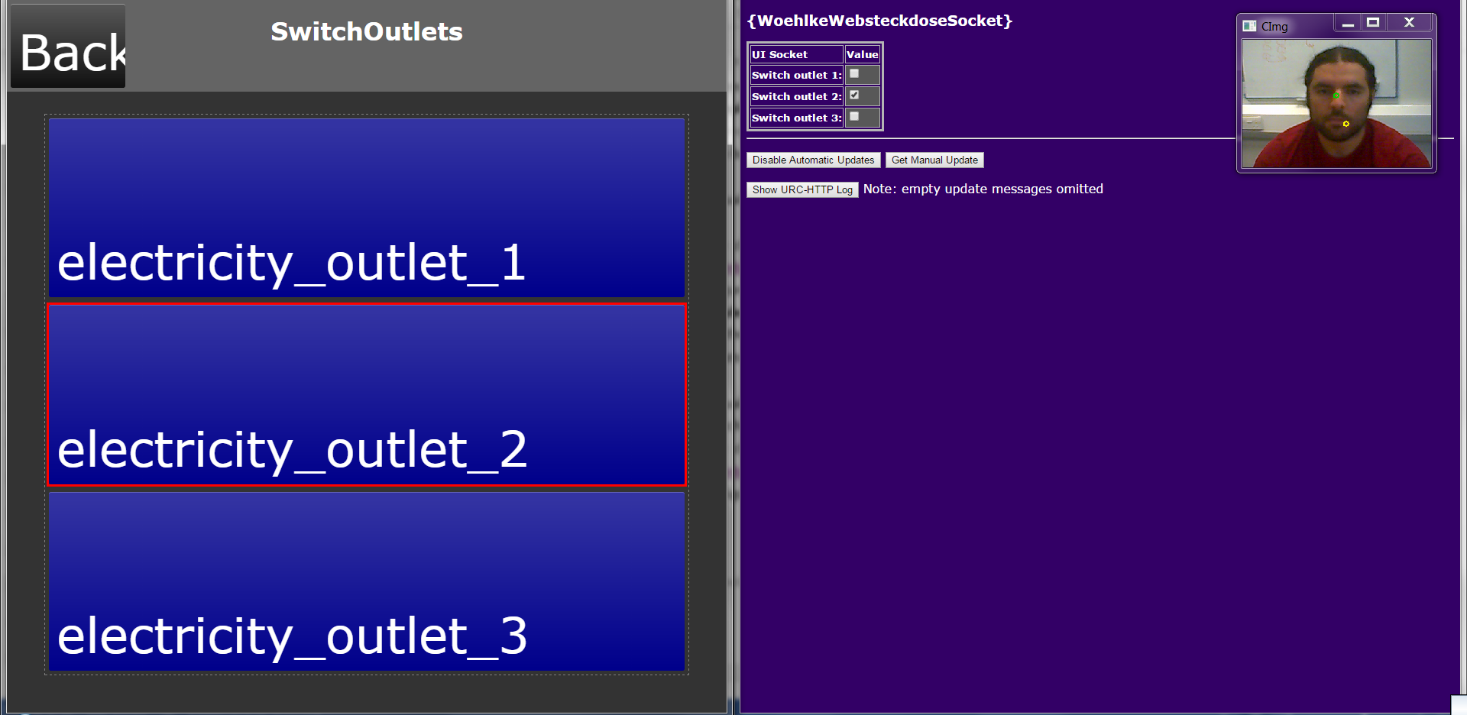 Back
SwitchOutlets
electricity_outlet_1
electricity_outlet_2
electricity_outlet_3
{WoehlkeWebsteckdoseSocket}
UI Socket Value
Switch outlet 1:
Switch outlet 2:
Switch outlet 3:
Disable Automatic Updates Get Manual Update
Show URC-HTTP Log Note: empty update messages omitted
CImg